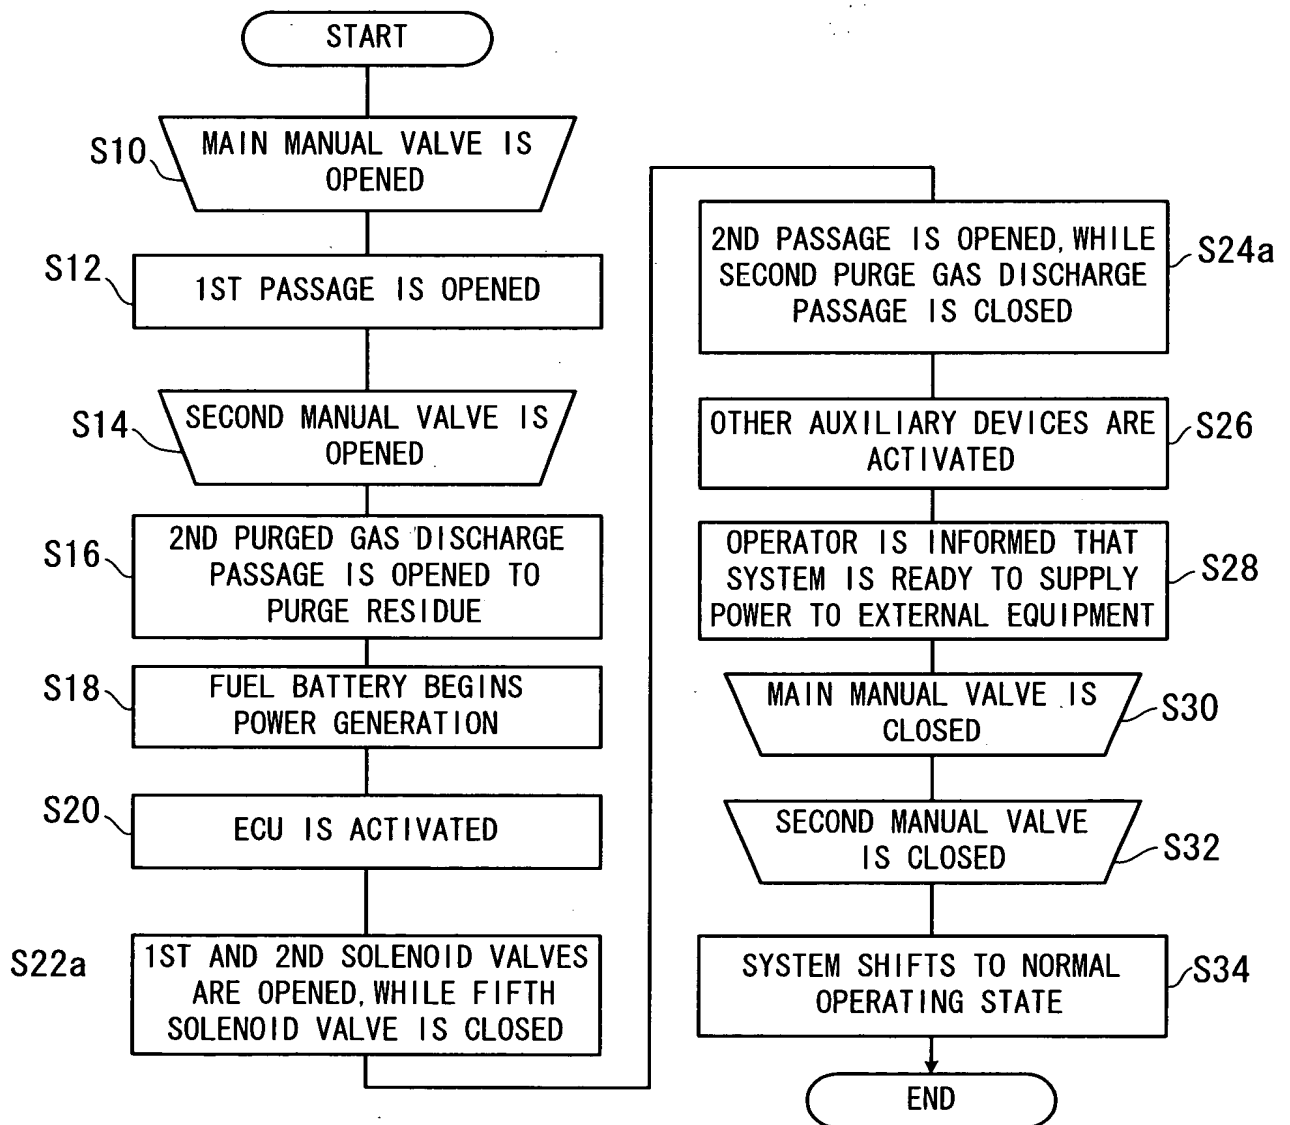 START
S10
MAIN MANUAL VALVE IS
OPENED
S12
1ST PASSAGE IS OPENED
S14
SECOND MANUAL VALVE IS
OPENED
S16
2ND PURGED GAS DISCHARGE
PASSAGE IS OPENED TO
PURGE RESIDUE
S18
FUEL BATTERY BEGINS
POWER GENERATION
S20
ECU IS ACTIVATED
S22a
1ST AND 2ND SOLENOID VALVES
ARE OPENED, WHILE FIFTH
SOLENOID VALVE IS CLOSED
2ND PASSAGE IS OPENED, WHILE
SECOND PURGE GAS DISCHARGE
PASSAGE IS CLOSED
S24a
OTHER AUXILIARY DEVICES ARE
ACTIVATED
S26
OPERATOR IS INFORMED THAT
SYSTEM IS READY TO SUPPLY
POWER TO EXTERNAL EQUIPMENT
S28
MAIN MANUAL VALVE IS
CLOSED
S30
SECOND MANUAL VALVE
IS CLOSED
S32
SYSTEM SHIFTS TO NORMAL
OPERATING STATE
S34
END